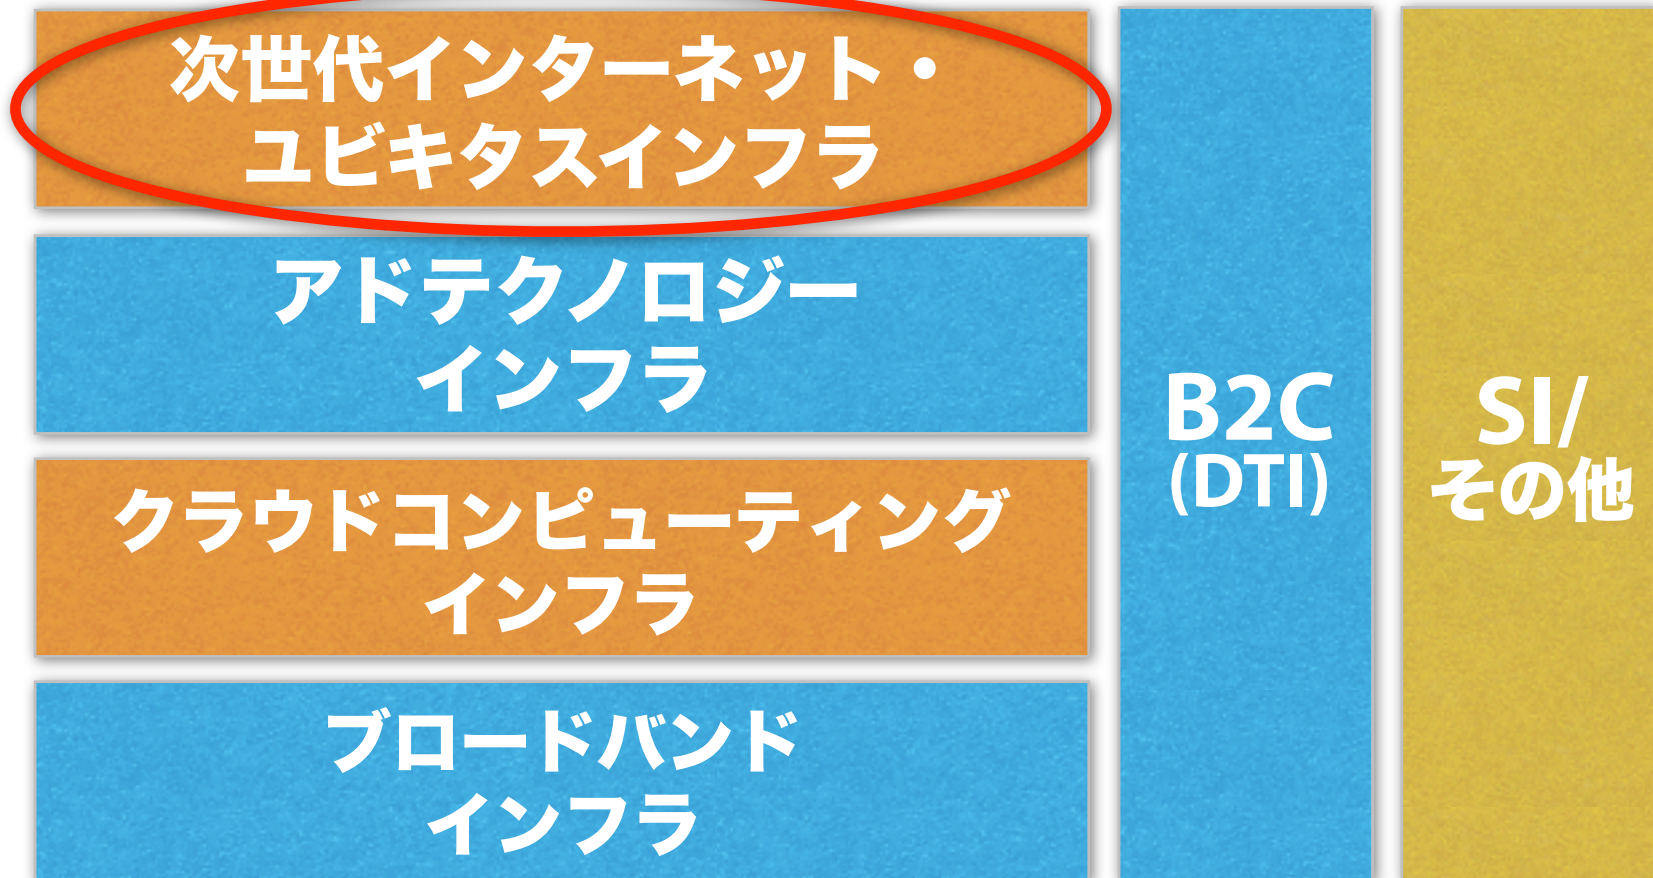 次世代インターネット・
ユビキタスインフラ
アドテクノロジー
インフラ
クラウドコンピューティング
インフラ
ブロードバンド
インフラ
B2C
(DTI)
SI/
その他